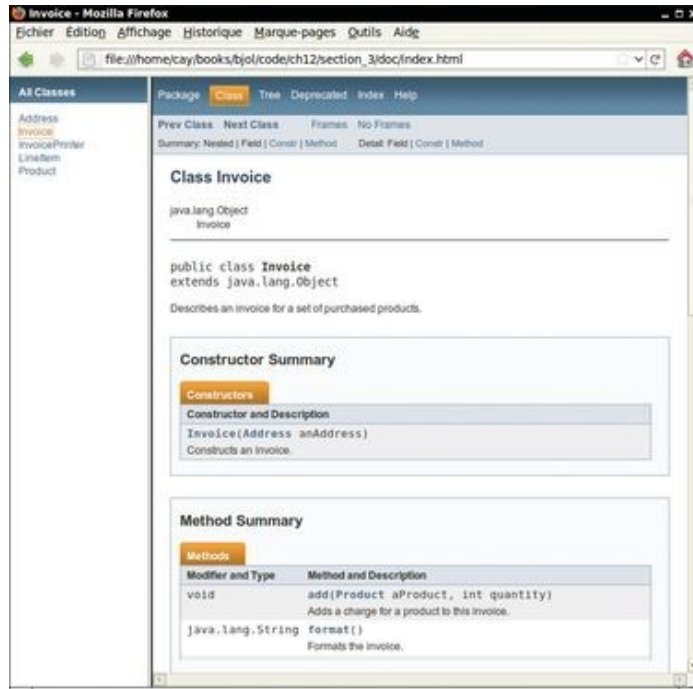 Invoice - Mozilla Firefox
Fichier Édition Affichage Historique Marque-pages Outils Aide
file:///home/cay/books/bjol/code/ch12/section_3/doc/index.html
All Classes
Address
Invoice
InvoicePrinter
LineItem
Product
Package Class Tree Deprecated Index Help
Prev Class Next Class Frames No Frames
Summary: Nested | Field | Constr | Method Detail: Field | Constr | Method
Class Invoice
java.lang.Object
Invoice
public class Invoice
extends java.lang.Object
Describes an invoice for a set of purchased products.
Constructor Summary
Constructors
Constructor and Description
Invoice(Address anAddress)
Constructs an invoice.
Method Summary
Methods
Modifier and Type Method and Description
void add(Product aProduct, int quantity)
Adds a charge for a product to this invoice.
java.lang.String format()
Formats the invoice.